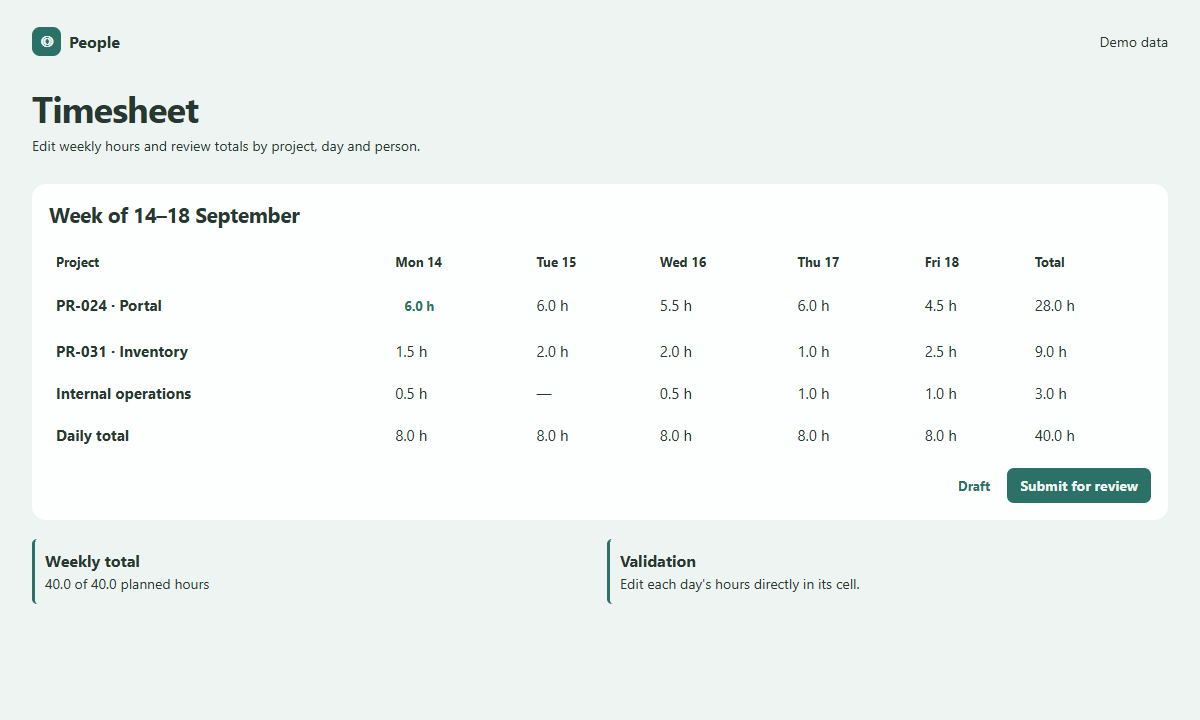 People
Demo data
Timesheet
Edit weekly hours and review totals by project, day and person.
Week of 14–18 September
Project Mon 14 Tue 15 Wed 16 Thu 17 Fri 18 Total
PR-024 · Portal 6.0 h 6.0 h 5.5 h 6.0 h 4.5 h 28.0 h
PR-031 · Inventory 1.5 h 2.0 h 2.0 h 1.0 h 2.5 h 9.0 h
Internal operations 0.5 h — 0.5 h 1.0 h 1.0 h 3.0 h
Daily total 8.0 h 8.0 h 8.0 h 8.0 h 8.0 h 40.0 h
Draft Submit for review
Weekly total
40.0 of 40.0 planned hours
Validation
Edit each day's hours directly in its cell.